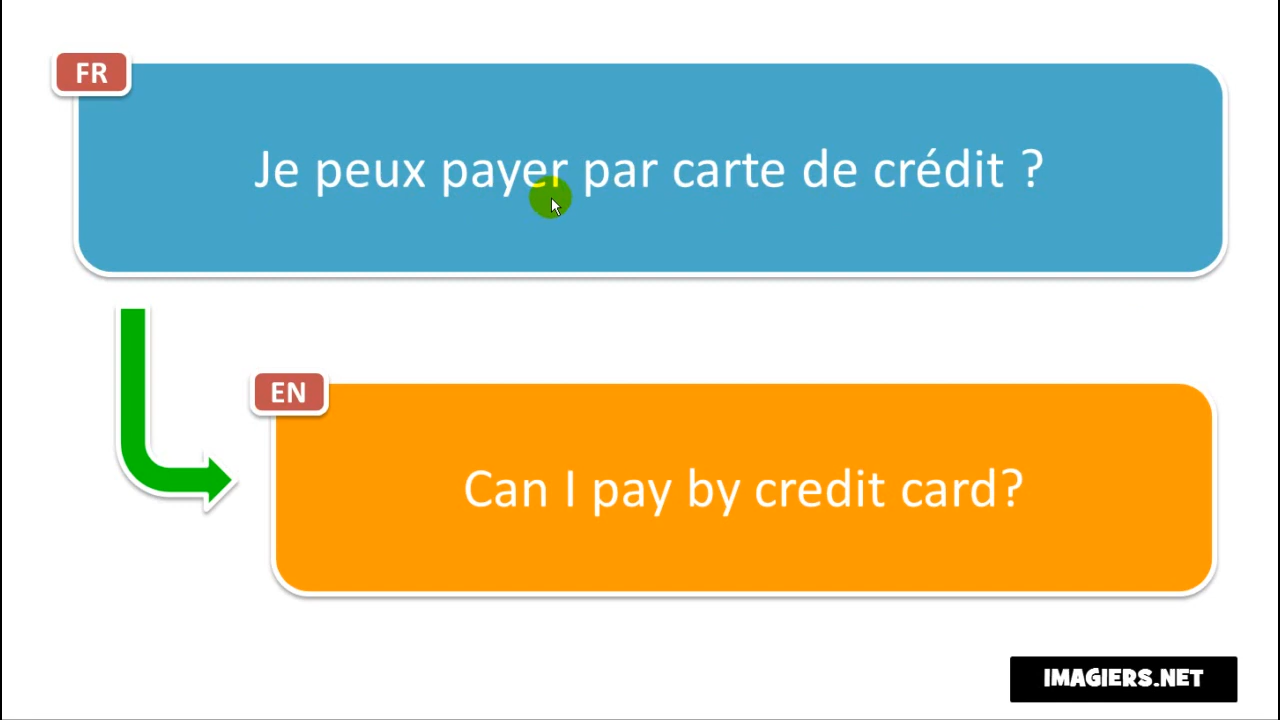 FR
Je peux payer par carte de crédit ?
EN
Can I pay by credit card?
IMAGIERS.NET